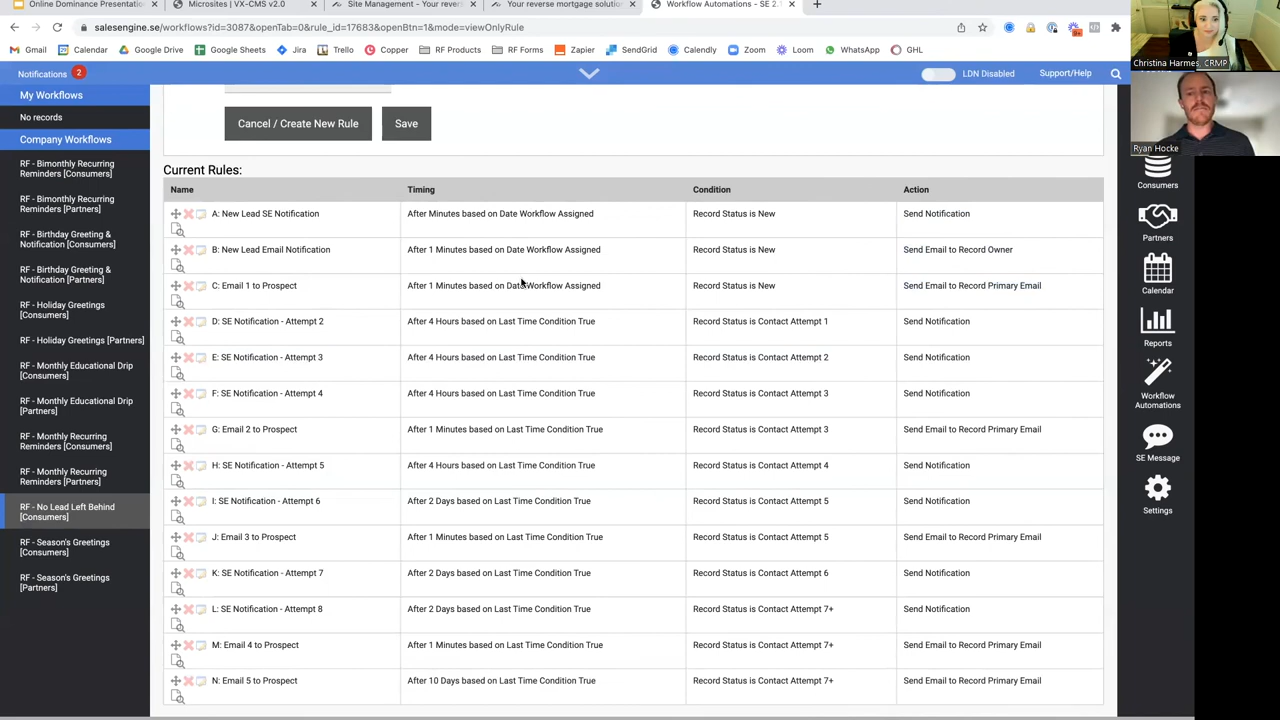 Online Dominance Presentatio
Microsites | VX-CMS v2.0
Site Management - Your rever
Your reverse mortgage solution
Workflow Automations - SE 2.1
salesengine.se/workflows?id=3087&openTab=0&rule_id=17683&openBtn=1&mode=viewOnlyRule
Gmail
Calendar
Google Drive
Google Sheets
Jira
Trello
Copper
RF Products
RF Forms
Zapier
SendGrid
Calendly
Zoom
Loom
WhatsApp
GHL
Christina Harmes, CRMP
Ryan Hocke
Notifications 2
LDN Disabled
Support/Help
My Workflows
No records
Company Workflows
RF - Bimonthly Recurring
Reminders [Consumers]
RF - Bimonthly Recurring
Reminders [Partners]
RF - Birthday Greeting &
Notification [Consumers]
RF - Birthday Greeting &
Notification [Partners]
RF - Holiday Greetings
[Consumers]
RF - Holiday Greetings [Partners]
RF - Monthly Educational Drip
[Consumers]
RF - Monthly Educational Drip
[Partners]
RF - Monthly Recurring
Reminders [Consumers]
RF - Monthly Recurring
Reminders [Partners]
RF - No Lead Left Behind
[Consumers]
RF - Season's Greetings
[Consumers]
RF - Season's Greetings
[Partners]
Cancel / Create New Rule
Save
Current Rules:
Name Timing Condition Action
A: New Lead SE Notification After Minutes based on Date Workflow Assigned Record Status is New Send Notification
B: New Lead Email Notification After 1 Minutes based on Date Workflow Assigned Record Status is New Send Email to Record Owner
C: Email 1 to Prospect After 1 Minutes based on Date Workflow Assigned Record Status is New Send Email to Record Primary Email
D: SE Notification - Attempt 2 After 4 Hours based on Last Time Condition True Record Status is Contact Attempt 1 Send Notification
E: SE Notification - Attempt 3 After 4 Hours based on Last Time Condition True Record Status is Contact Attempt 2 Send Notification
F: SE Notification - Attempt 4 After 4 Hours based on Last Time Condition True Record Status is Contact Attempt 3 Send Notification
G: Email 2 to Prospect After 1 Minutes based on Last Time Condition True Record Status is Contact Attempt 3 Send Email to Record Primary Email
H: SE Notification - Attempt 5 After 4 Hours based on Last Time Condition True Record Status is Contact Attempt 4 Send Notification
I: SE Notification - Attempt 6 After 2 Days based on Last Time Condition True Record Status is Contact Attempt 5 Send Notification
J: Email 3 to Prospect After 1 Minutes based on Last Time Condition True Record Status is Contact Attempt 5 Send Email to Record Primary Email
K: SE Notification - Attempt 7 After 2 Days based on Last Time Condition True Record Status is Contact Attempt 6 Send Notification
L: SE Notification - Attempt 8 After 2 Days based on Last Time Condition True Record Status is Contact Attempt 7+ Send Notification
M: Email 4 to Prospect After 1 Minutes based on Last Time Condition True Record Status is Contact Attempt 7+ Send Email to Record Primary Email
N: Email 5 to Prospect After 10 Days based on Last Time Condition True Record Status is Contact Attempt 7+ Send Email to Record Primary Email
Consumers
Partners
Calendar
Reports
Workflow
Automations
SE Message
Settings